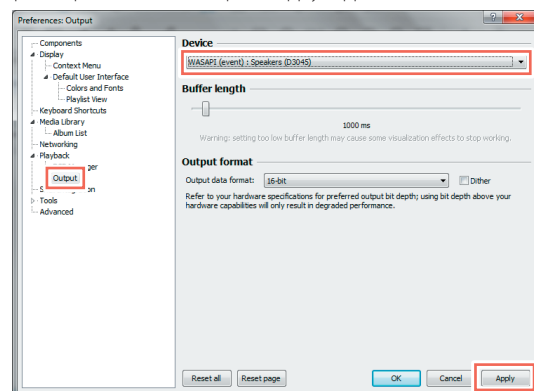 Preferences: Output
Components
Display
Context Menu
Default User Interface
Colors and Fonts
Playlist View
Keyboard Shortcuts
Media Library
Album List
Networking
Playback
Output
Tools
Advanced
Device
WASAPI (event) : Speakers (D3045)
Buffer length
1000 ms
Warning: setting too low buffer length may cause some visualization effects to stop working.
Output format
Output data format: 16-bit Dither
Refer to your hardware specifications for preferred output bit depth; using bit depth above your
hardware capabilities will only result in degraded performance.
Reset all Reset page OK Cancel Apply